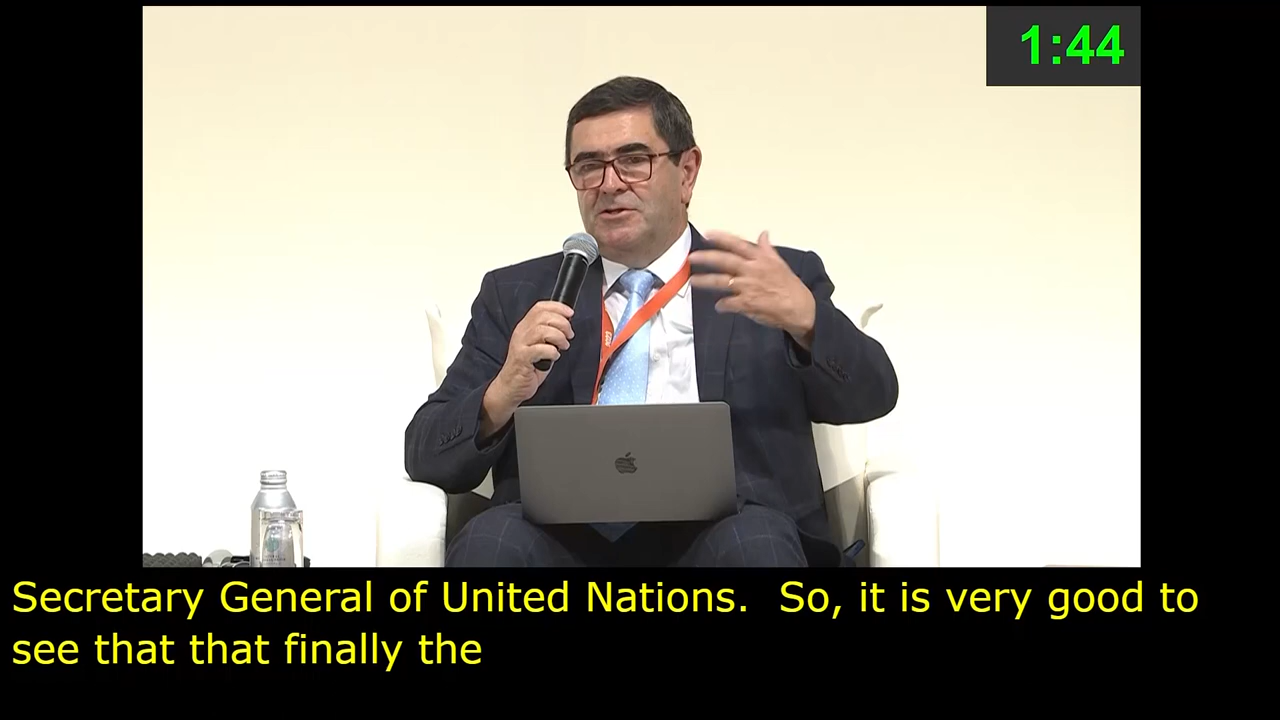 1:44
Secretary General of United Nations.  So, it is very good to
see that that finally the